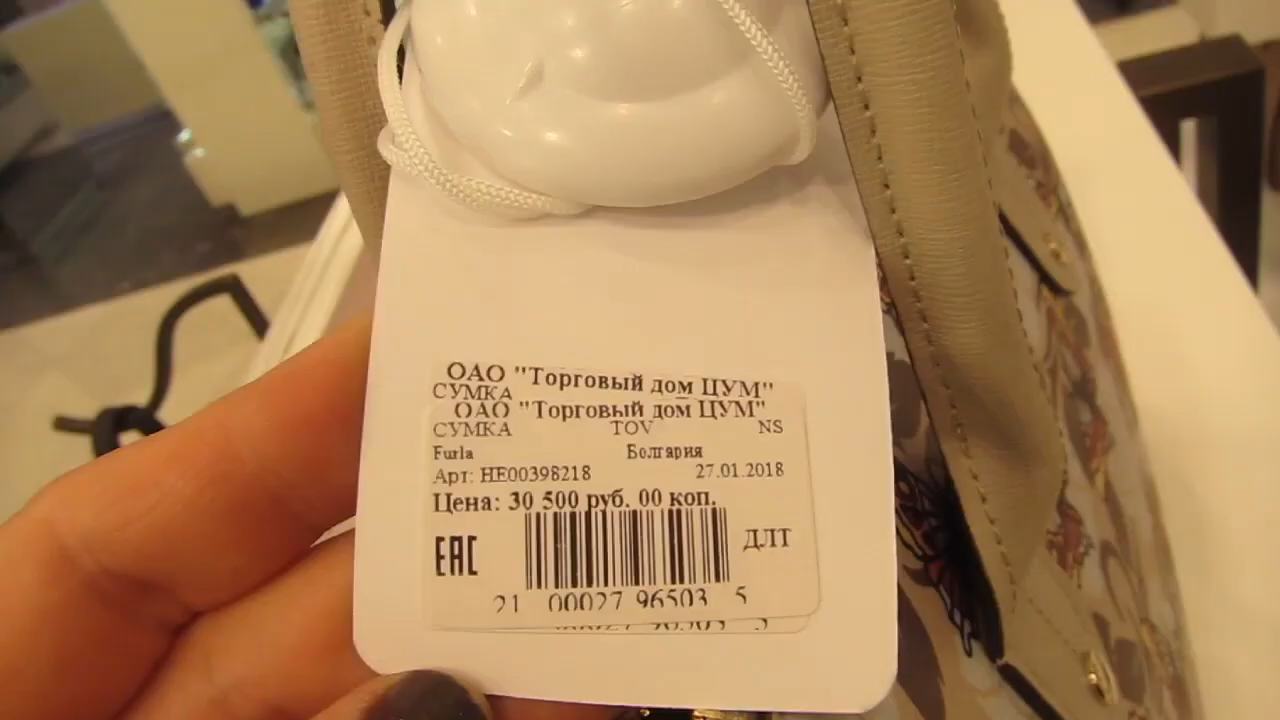 ОАО "Торговый дом ЦУМ"
СУМКА
ОАО "Торговый дом ЦУМ"
СУМКА TOV NS
Furla Болгария
Арт: HE00398218 27.01.2018
Цена: 30 500 руб. 00 коп.
EAC ДЛТ
21 00027 96503 5